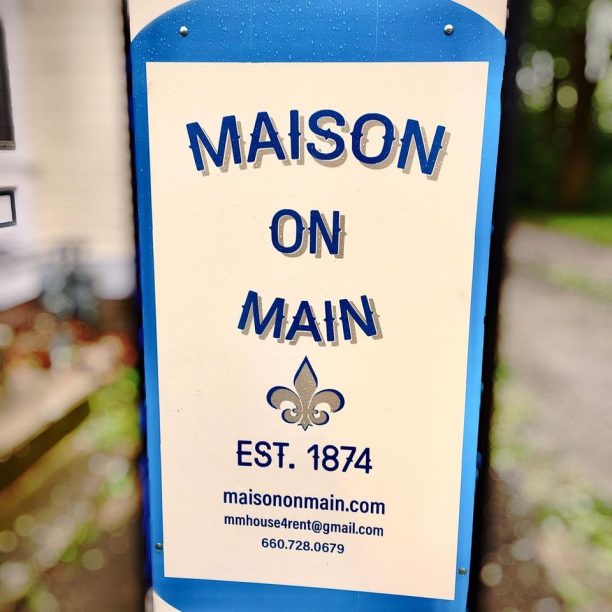 MAISON
ON
MAIN
EST. 1874
maisononmain.com
mmhouse4rent@gmail.com
660.728.0679